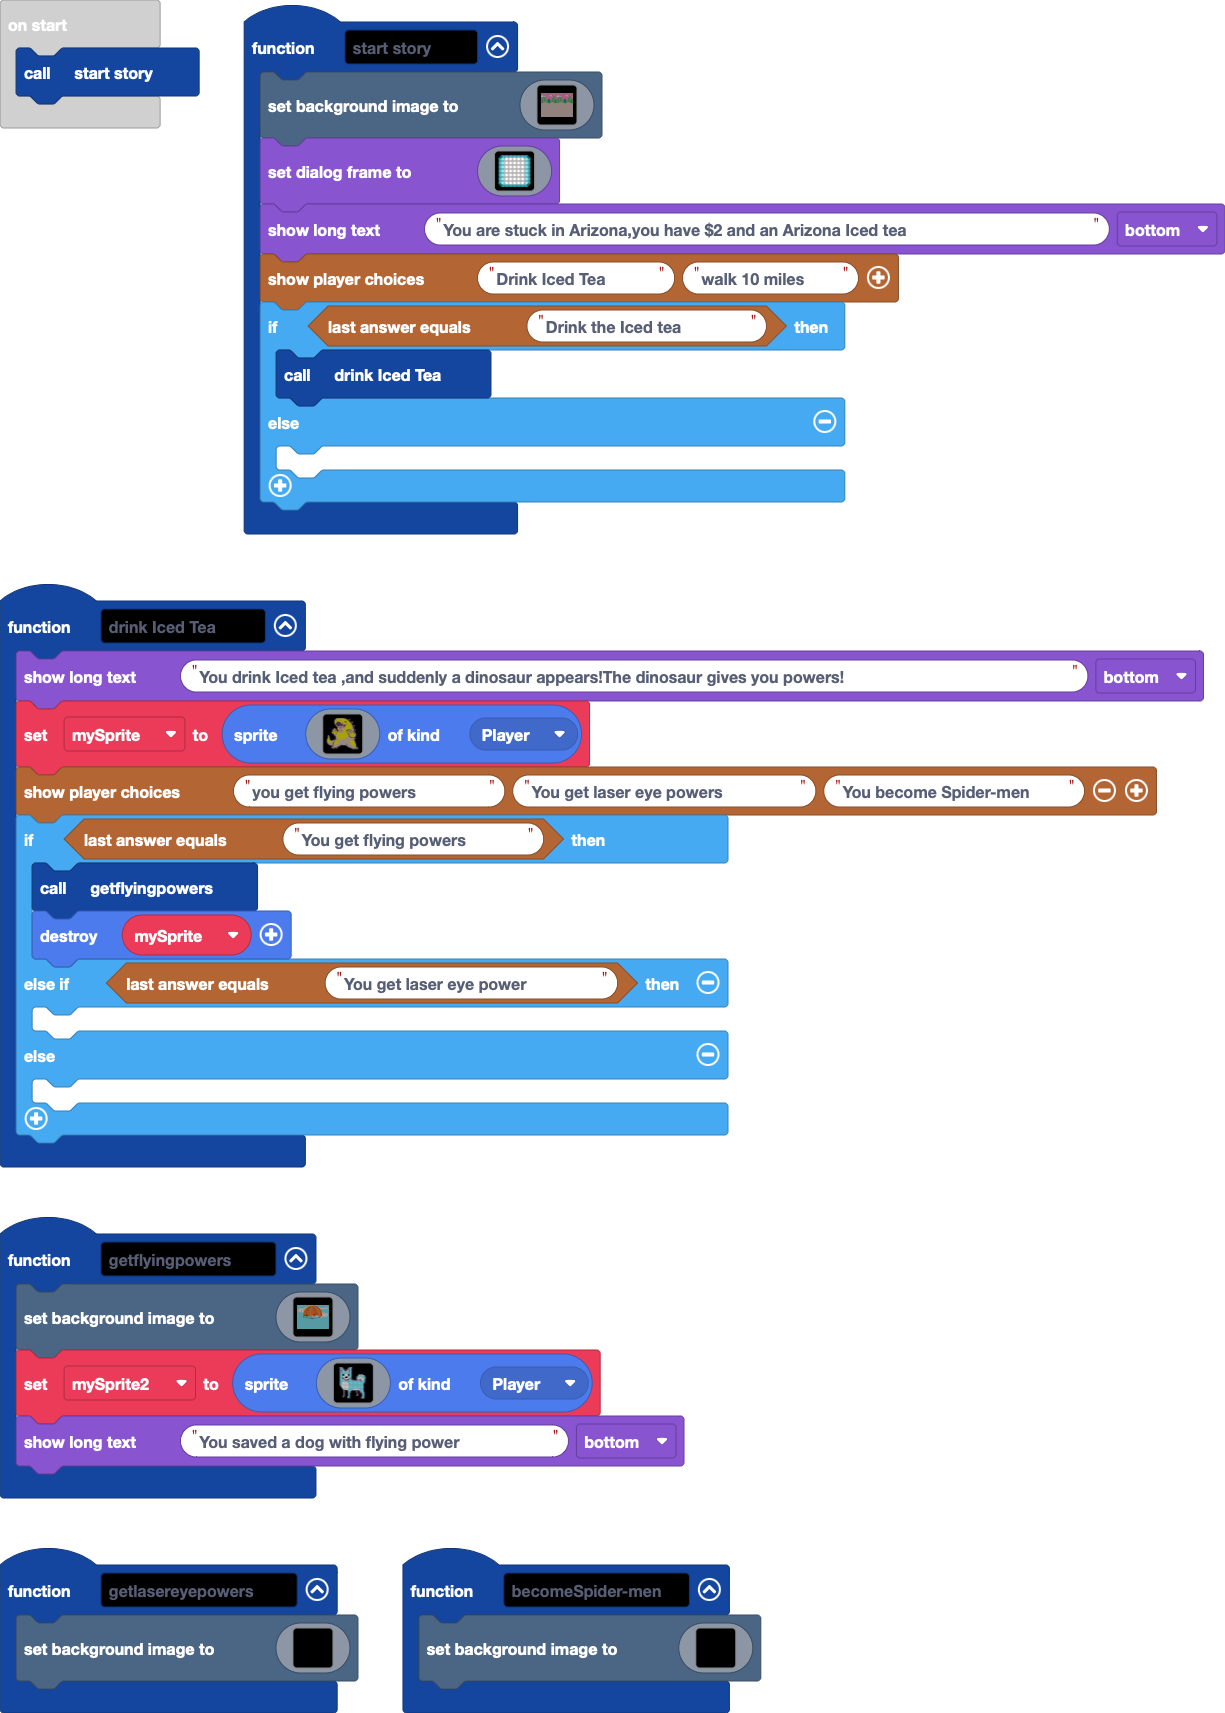 on start
call start story
function start story
set background image to
set dialog frame to
show long text "You are stuck in Arizona,you have $2 and an Arizona Iced tea" bottom
show player choices "Drink Iced Tea" "walk 10 miles"
if last answer equals "Drink the Iced tea" then
call drink Iced Tea
else
function drink Iced Tea
show long text "You drink Iced tea ,and suddenly a dinosaur appears!The dinosaur gives you powers!" bottom
set mySprite to sprite of kind Player
show player choices "you get flying powers" "You get laser eye powers" "You become Spider-men"
if last answer equals "You get flying powers" then
call getflyingpowers
destroy mySprite
else if last answer equals "You get laser eye power" then
else
function getflyingpowers
set background image to
set mySprite2 to sprite of kind Player
show long text "You saved a dog with flying power" bottom
function getlasereyepowers
set background image to
function becomeSpider-men
set background image to